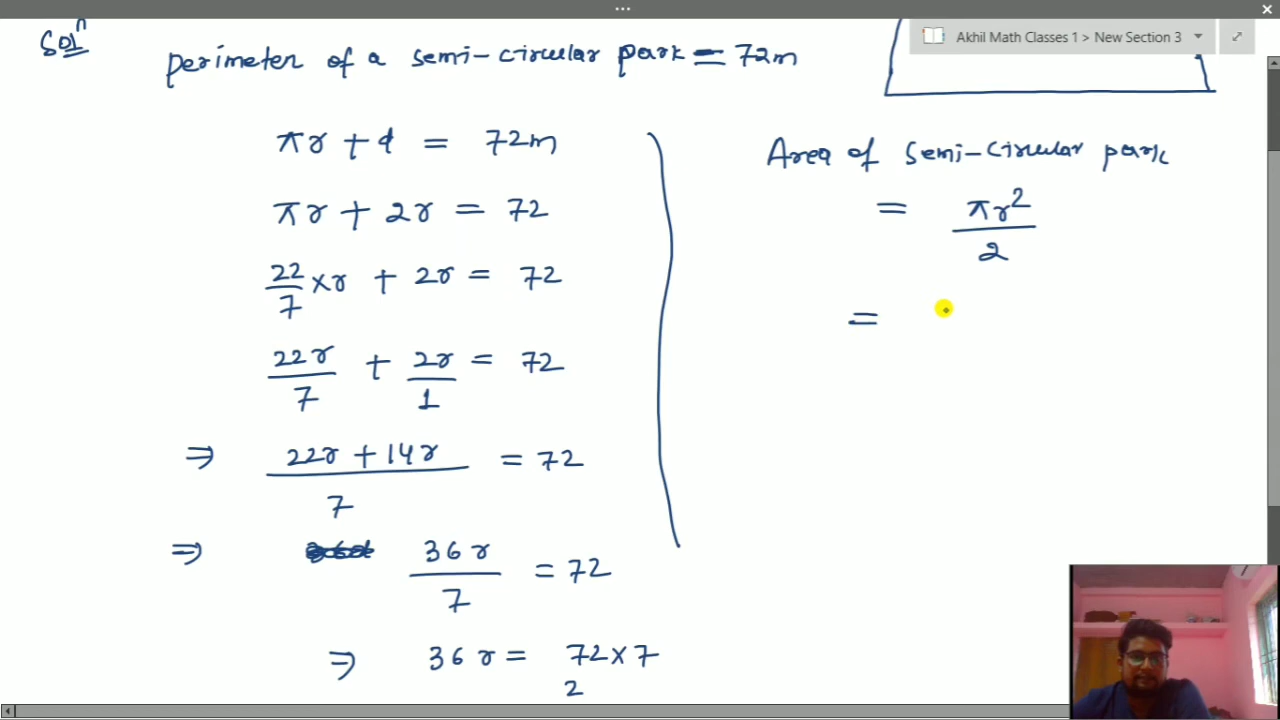 Akhil Math Classes 1 > New Section 3
Solⁿ
perimeter of a semi-circular park = 72m
πr + d = 72m
πr + 2r = 72
22/7 × r + 2r = 72
22r/7 + 2r/1 = 72
⇒ 22r + 14r / 7 = 72
⇒ 36r/7 = 72
⇒ 36r = 72 × 7
2
Area of semi-circular park
= πr²/2
=